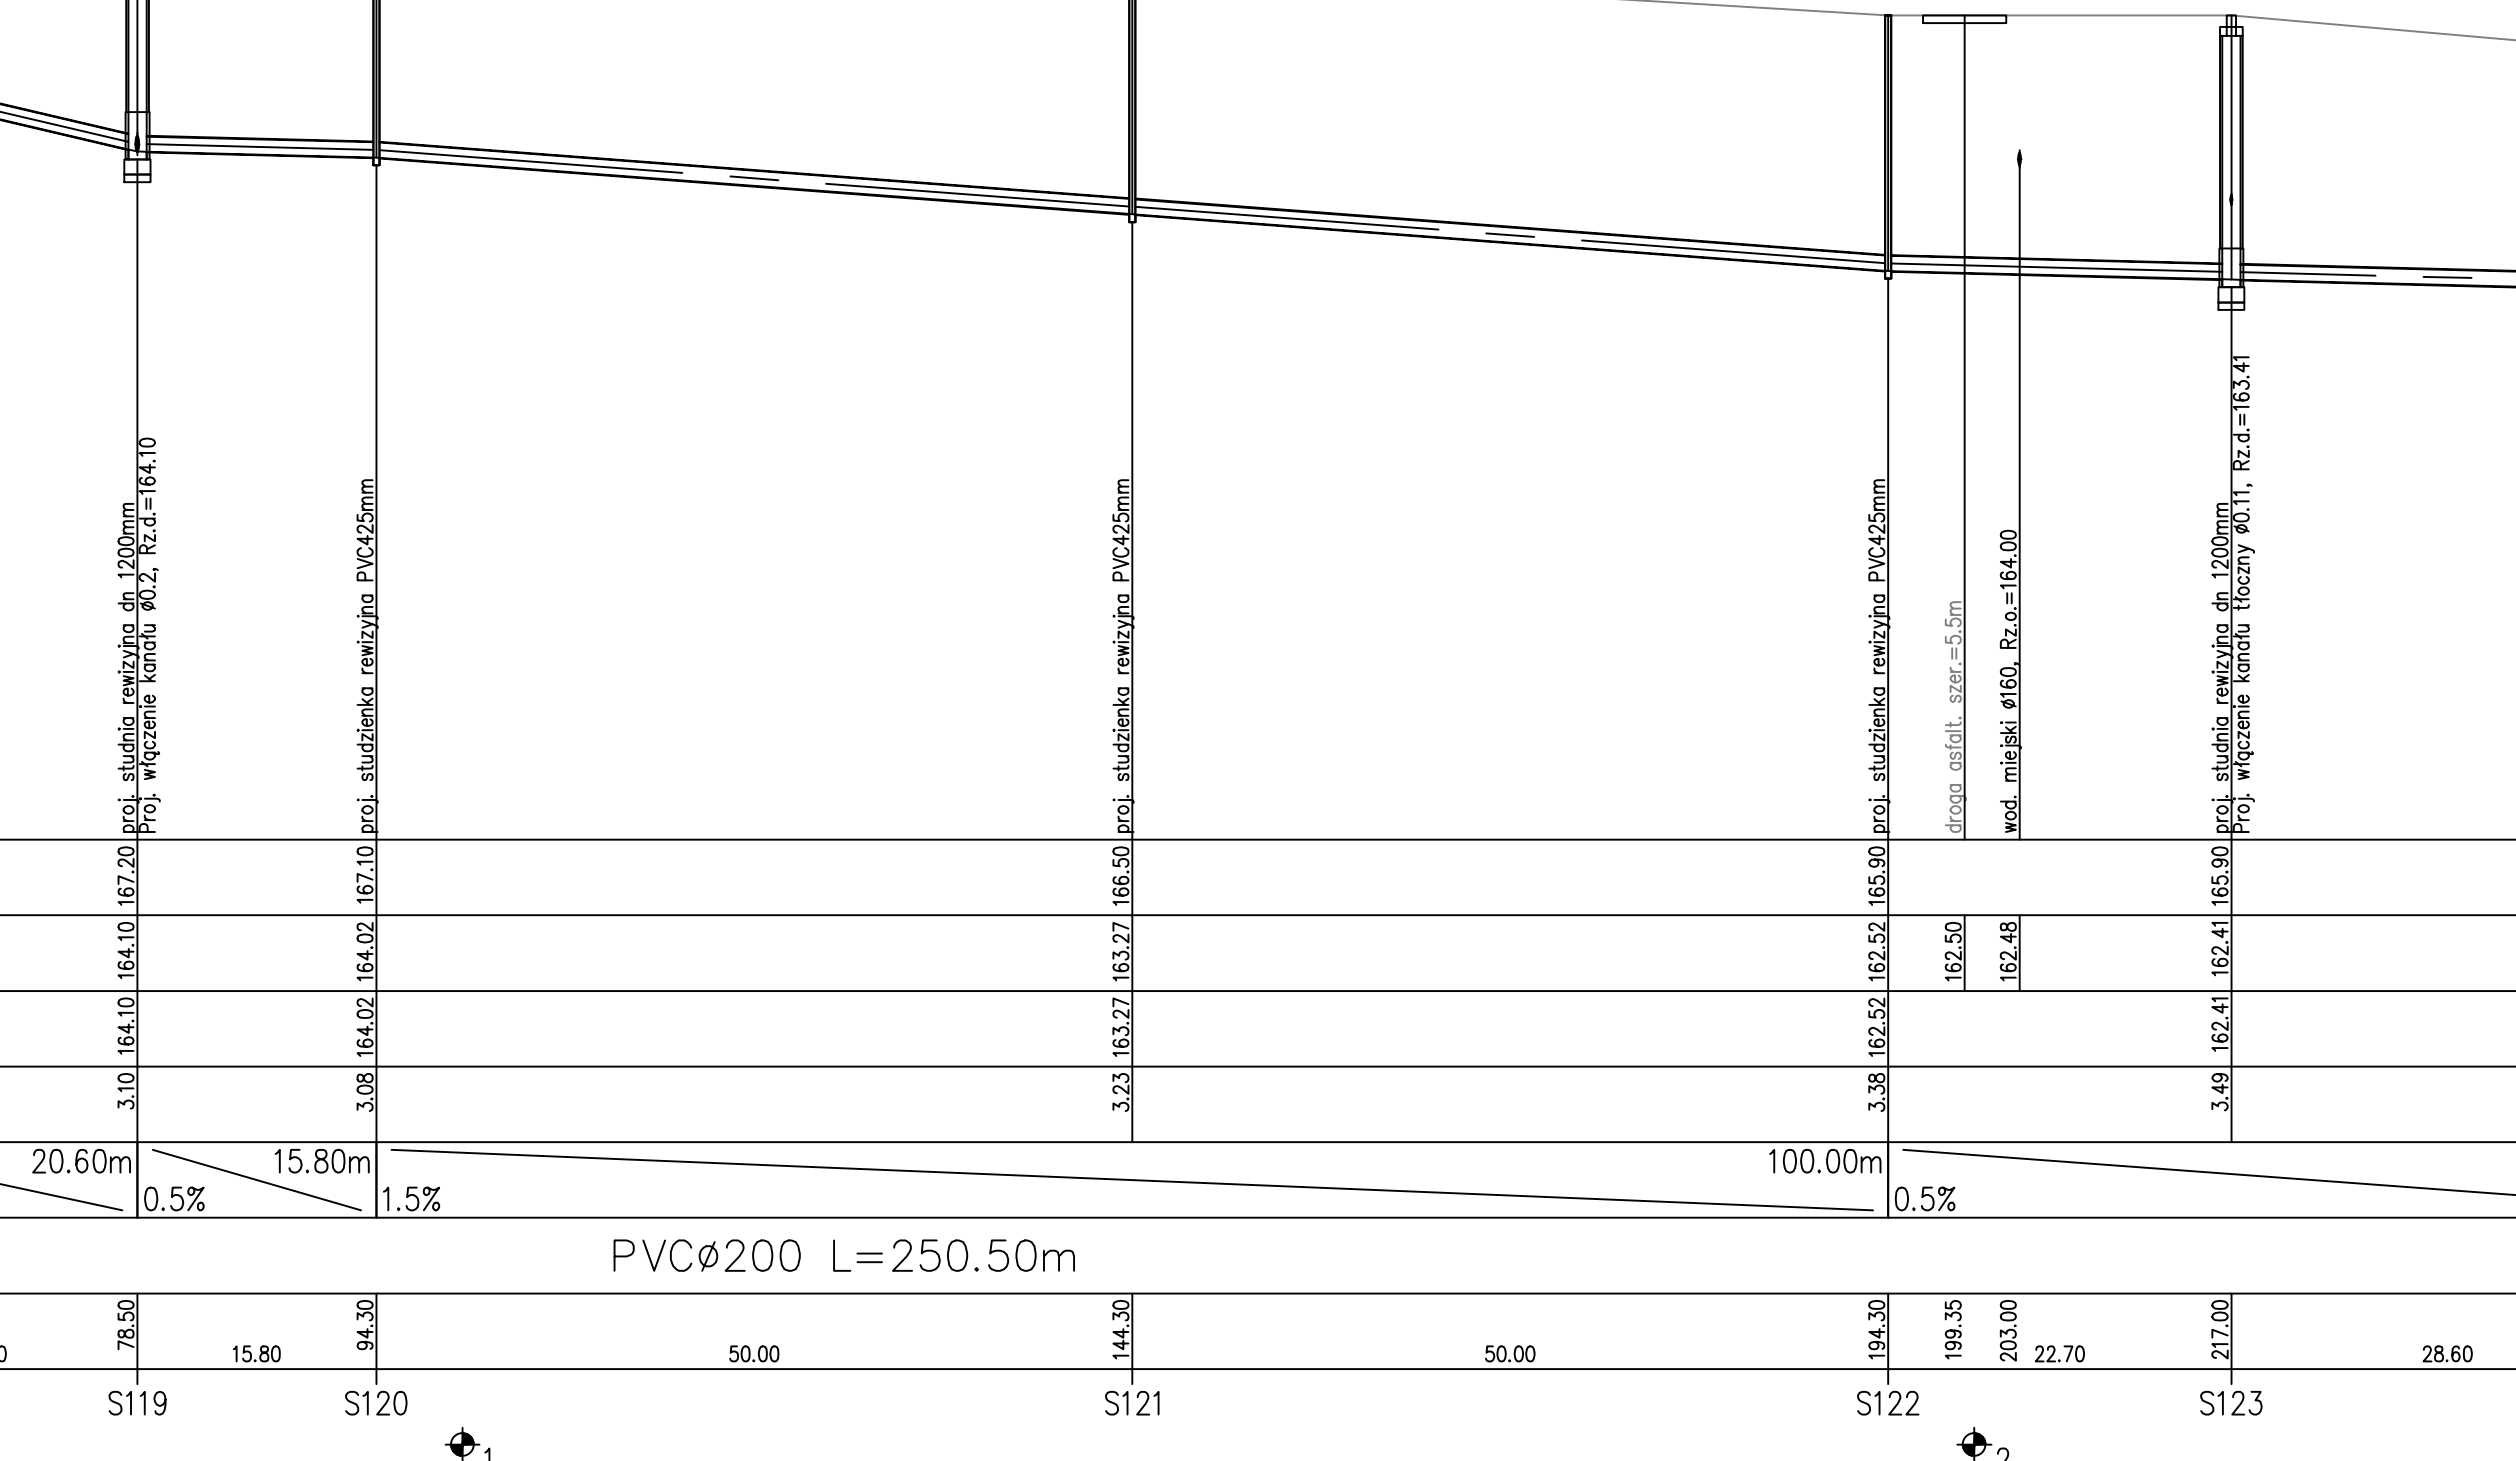 proj. studnia rewizyjna dn 1200mm
Proj. włączenie kanału ø0.2, Rz.d.=164.10
proj. studzienka rewizyjna PVC425mm
proj. studzienka rewizyjna PVC425mm
proj. studzienka rewizyjna PVC425mm
droga asfalt. szer.=5.5m
wod. miejski ø160, Rz.o.=164.00
proj. studnia rewizyjna dn 1200mm
Proj. włączenie kanału tłoczny ø0.11, Rz.d.=163.41
167.20 167.10 166.50 165.90 165.90
164.10 164.02 163.27 162.52 162.50 162.48 162.41
164.10 164.02 163.27 162.52 162.41
3.10 3.08 3.23 3.38 3.49
20.60m 15.80m 100.00m
0.5% 1.5% 0.5%
PVCø200 L=250.50m
78.50 94.30 144.30 194.30 199.35 203.00 217.00
15.80 50.00 50.00 22.70 28.60
S119 S120 S121 S122 S123
1 2